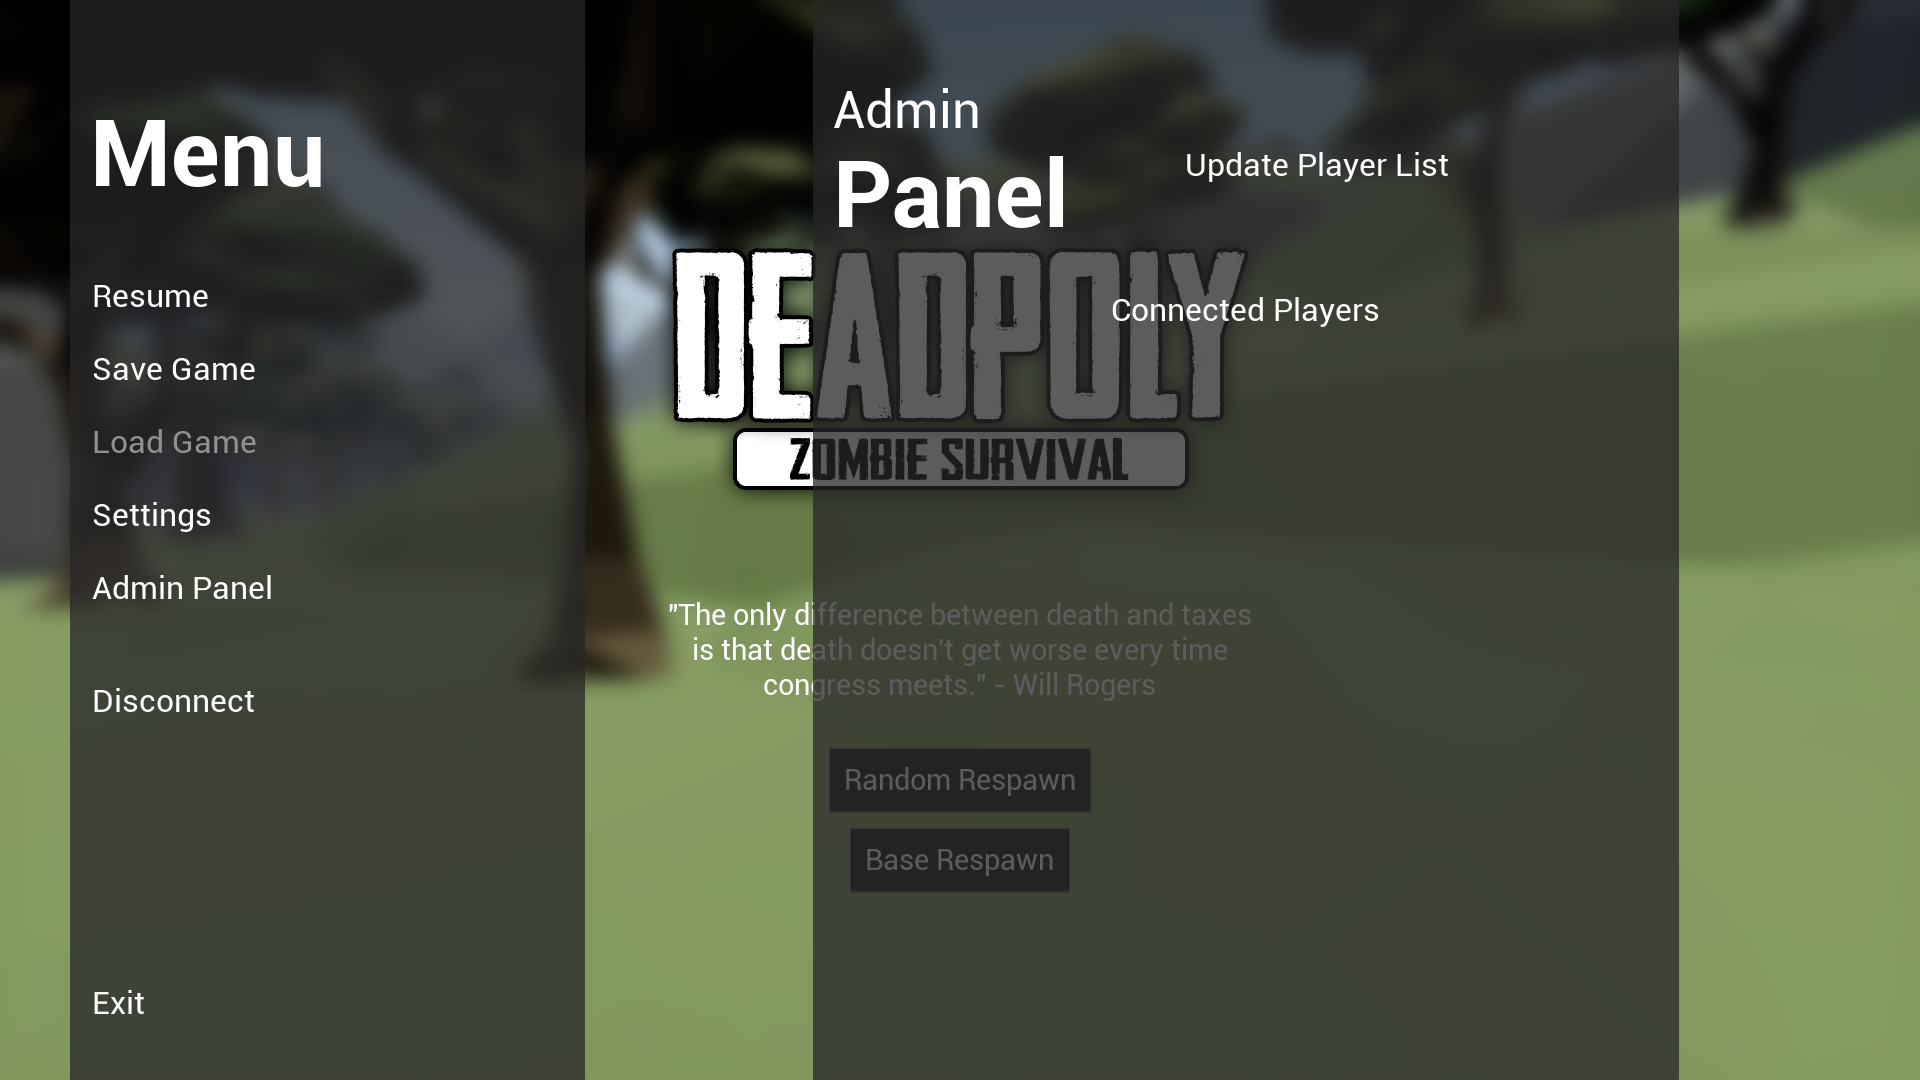 Menu
Resume
Save Game
Load Game
Settings
Admin Panel
Disconnect
Exit
Admin
Panel
Update Player List
Connected Players
DEADPOLY
ZOMBIE SURVIVAL
"The only difference between death and taxes
is that death doesn't get worse every time
congress meets." - Will Rogers
Random Respawn
Base Respawn